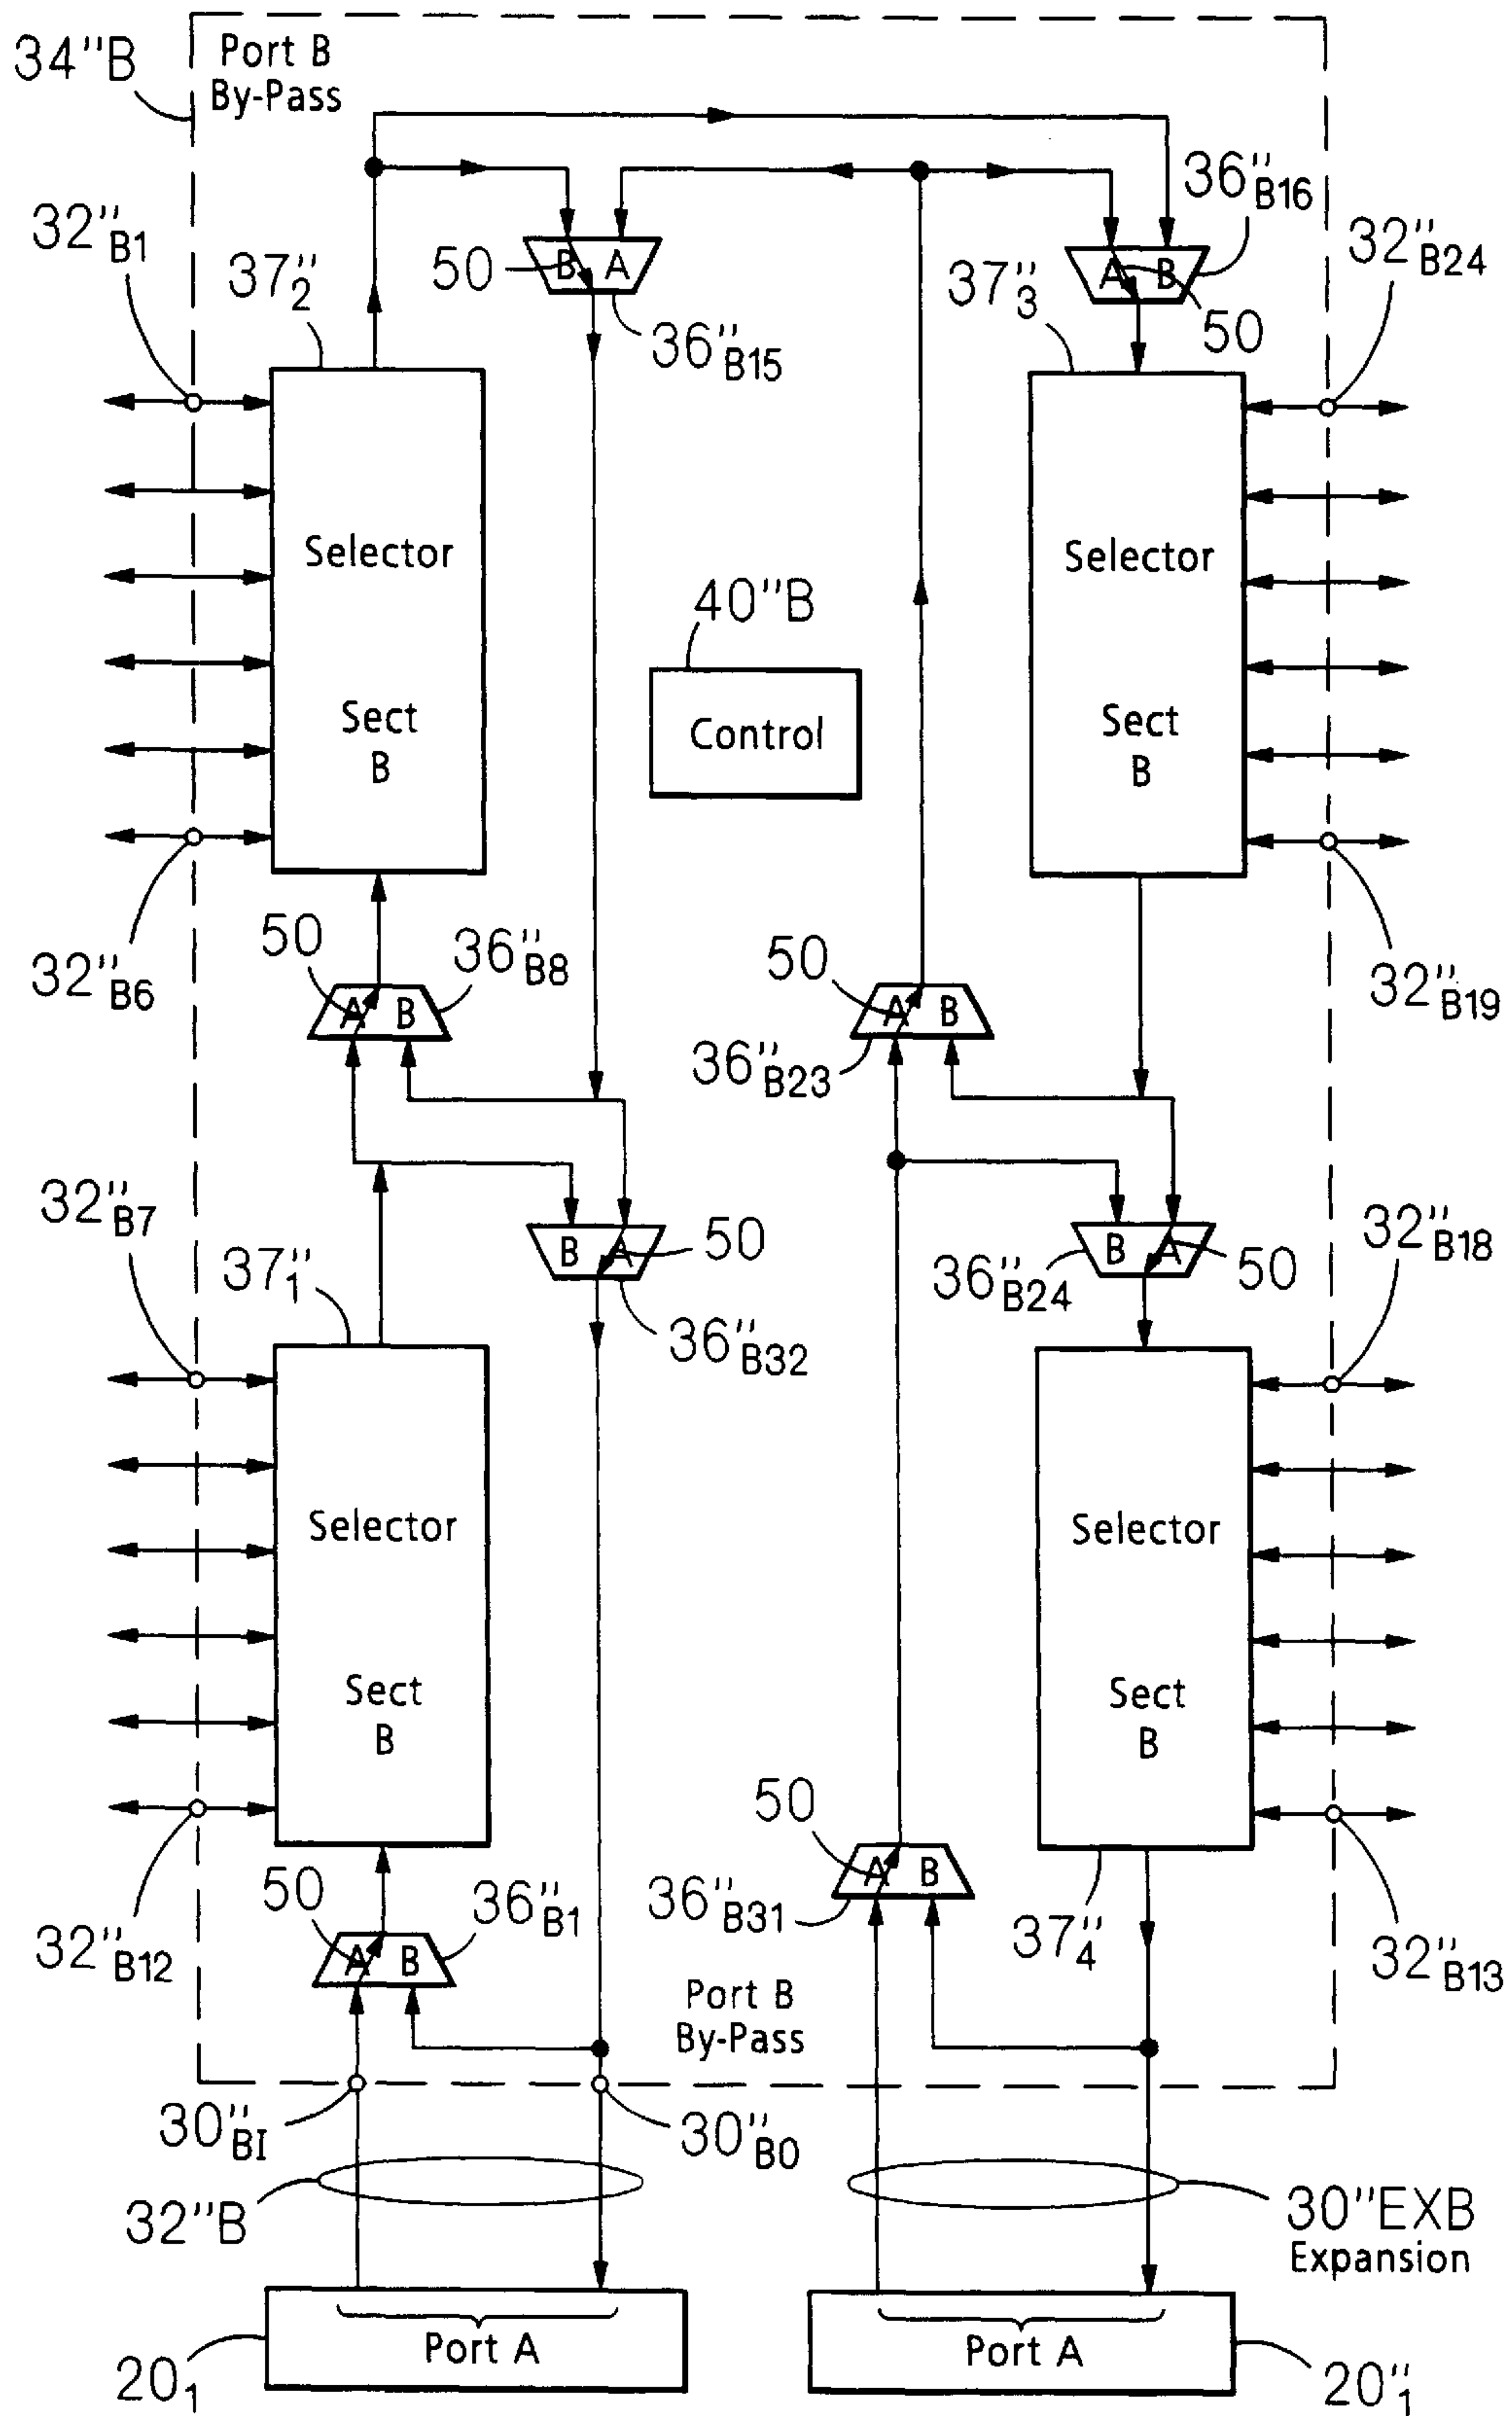 34"B
Port B
By-Pass
32"B1
37"2
50
B
A
36"B15
36"B16
A
B
50
37"3
32"B24
Selector
Sect
B
40"B
Control
Selector
Sect
B
32"B6
50
A
B
36"B8
50
A
B
36"B23
32"B19
32"B7
37"1
B
A
50
36"B32
B
A
50
36"B24
32"B18
Selector
Sect
B
Selector
Sect
B
32"B12
50
A
B
36"B1
50
A
B
36"B31
37"4
32"B13
Port B
By-Pass
30"BI
30"BO
32"B
30"EXB
Expansion
Port A
201
Port A
20"1